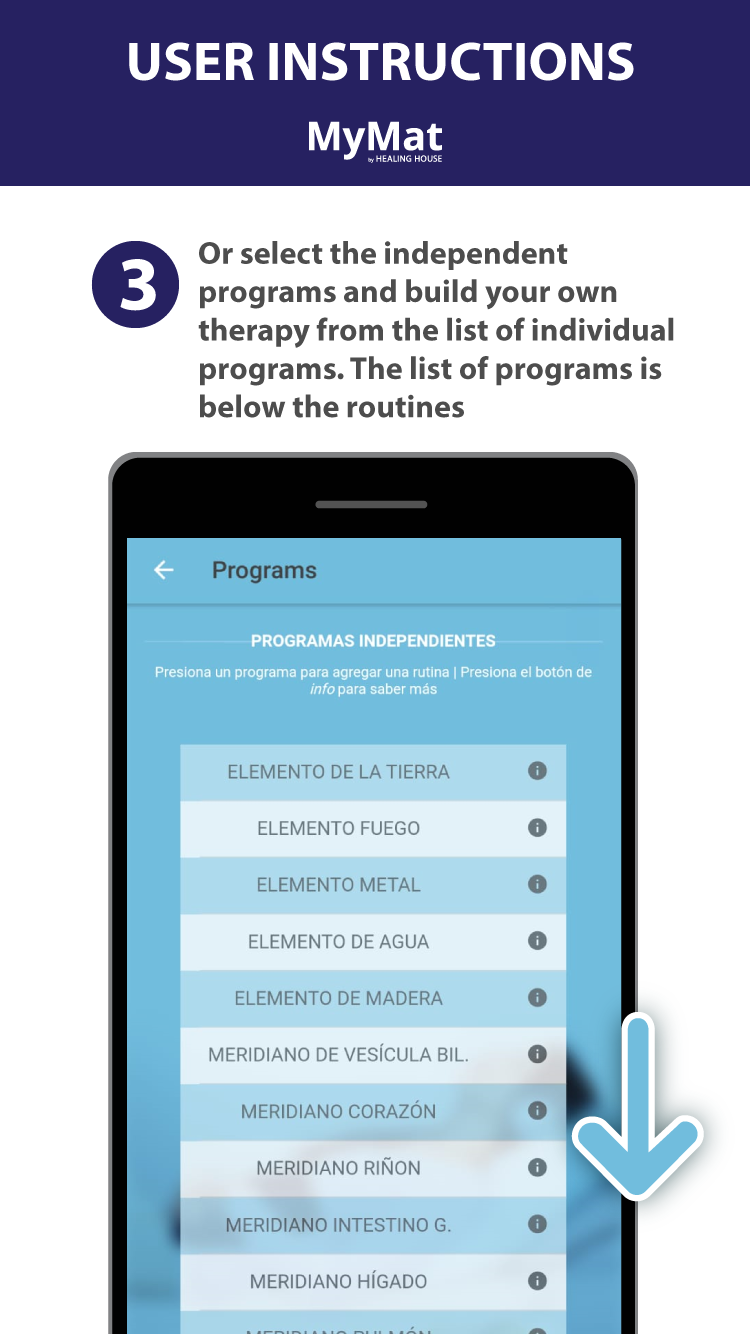 USER INSTRUCTIONS
MyMat
by HEALING HOUSE
3
Or select the independent
programs and build your own
therapy from the list of individual
programs. The list of programs is
below the routines
Programs
PROGRAMAS INDEPENDIENTES
Presiona un programa para agregar una rutina | Presiona el botón de
info para saber más
ELEMENTO DE LA TIERRA
ELEMENTO FUEGO
ELEMENTO METAL
ELEMENTO DE AGUA
ELEMENTO DE MADERA
MERIDIANO DE VESÍCULA BIL.
MERIDIANO CORAZÓN
MERIDIANO RIÑON
MERIDIANO INTESTINO G.
MERIDIANO HÍGADO
MERIDIANO PULMÓN